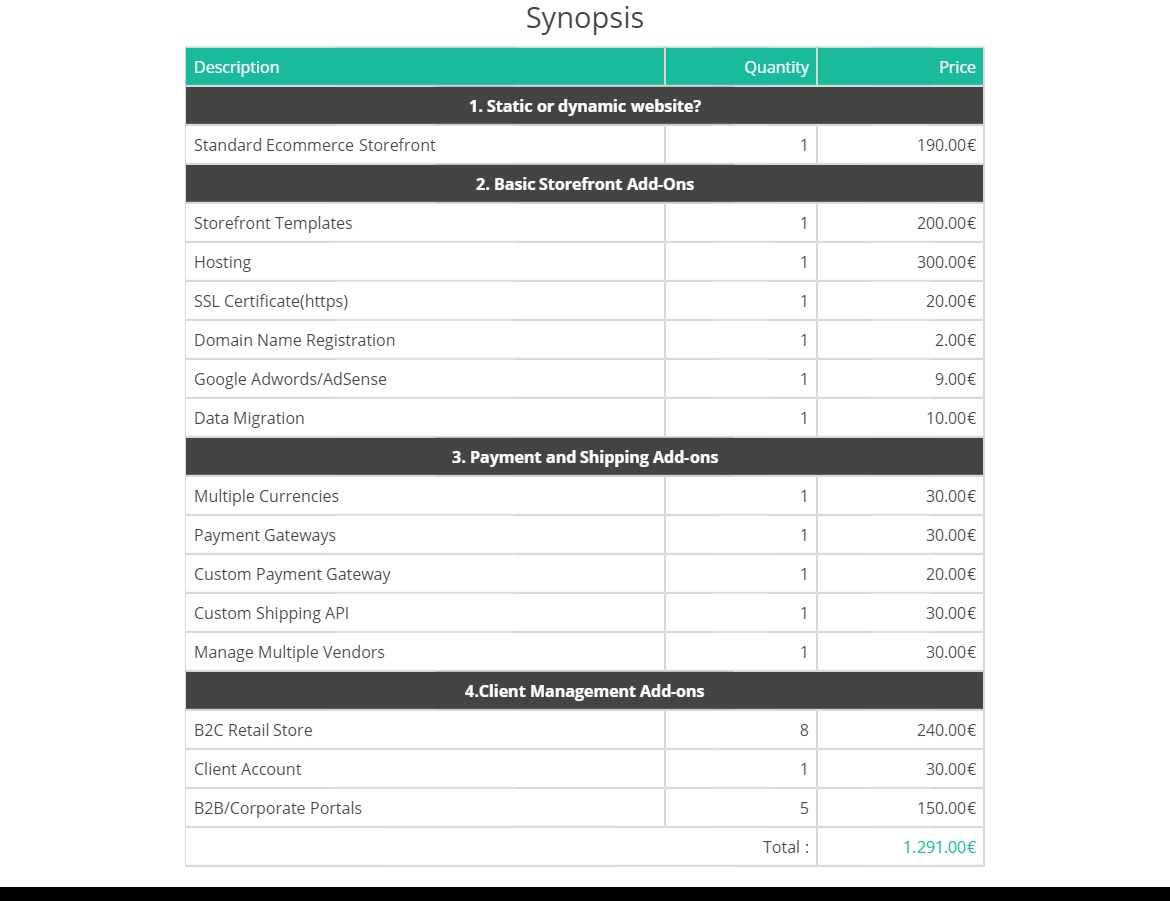 Synopsis
Description Quantity Price
1. Static or dynamic website?
Standard Ecommerce Storefront 1 190.00€
2. Basic Storefront Add-Ons
Storefront Templates 1 200.00€
Hosting 1 300.00€
SSL Certificate(https) 1 20.00€
Domain Name Registration 1 2.00€
Google Adwords/AdSense 1 9.00€
Data Migration 1 10.00€
3. Payment and Shipping Add-ons
Multiple Currencies 1 30.00€
Payment Gateways 1 30.00€
Custom Payment Gateway 1 20.00€
Custom Shipping API 1 30.00€
Manage Multiple Vendors 1 30.00€
4.Client Management Add-ons
B2C Retail Store 8 240.00€
Client Account 1 30.00€
B2B/Corporate Portals 5 150.00€
Total : 1.291.00€